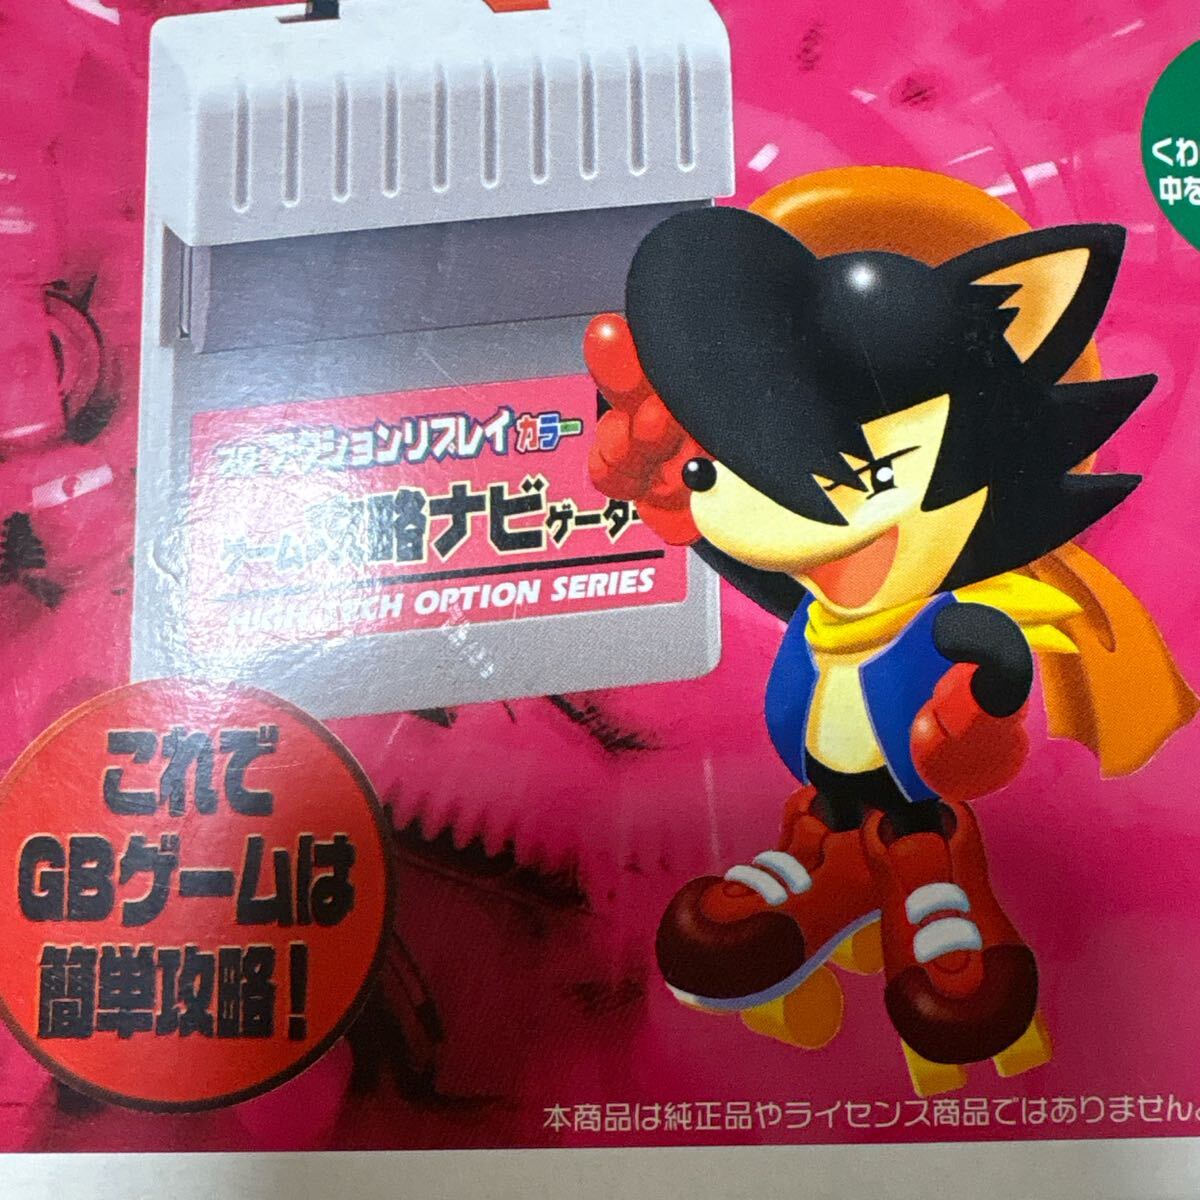 くわ
中を
アクションリプレイカラー
ゲーム攻略ナビゲーター
HIGH TECH OPTION SERIES
これで
GBゲームは
簡単攻略!
本商品は純正品やライセンス商品ではありません。